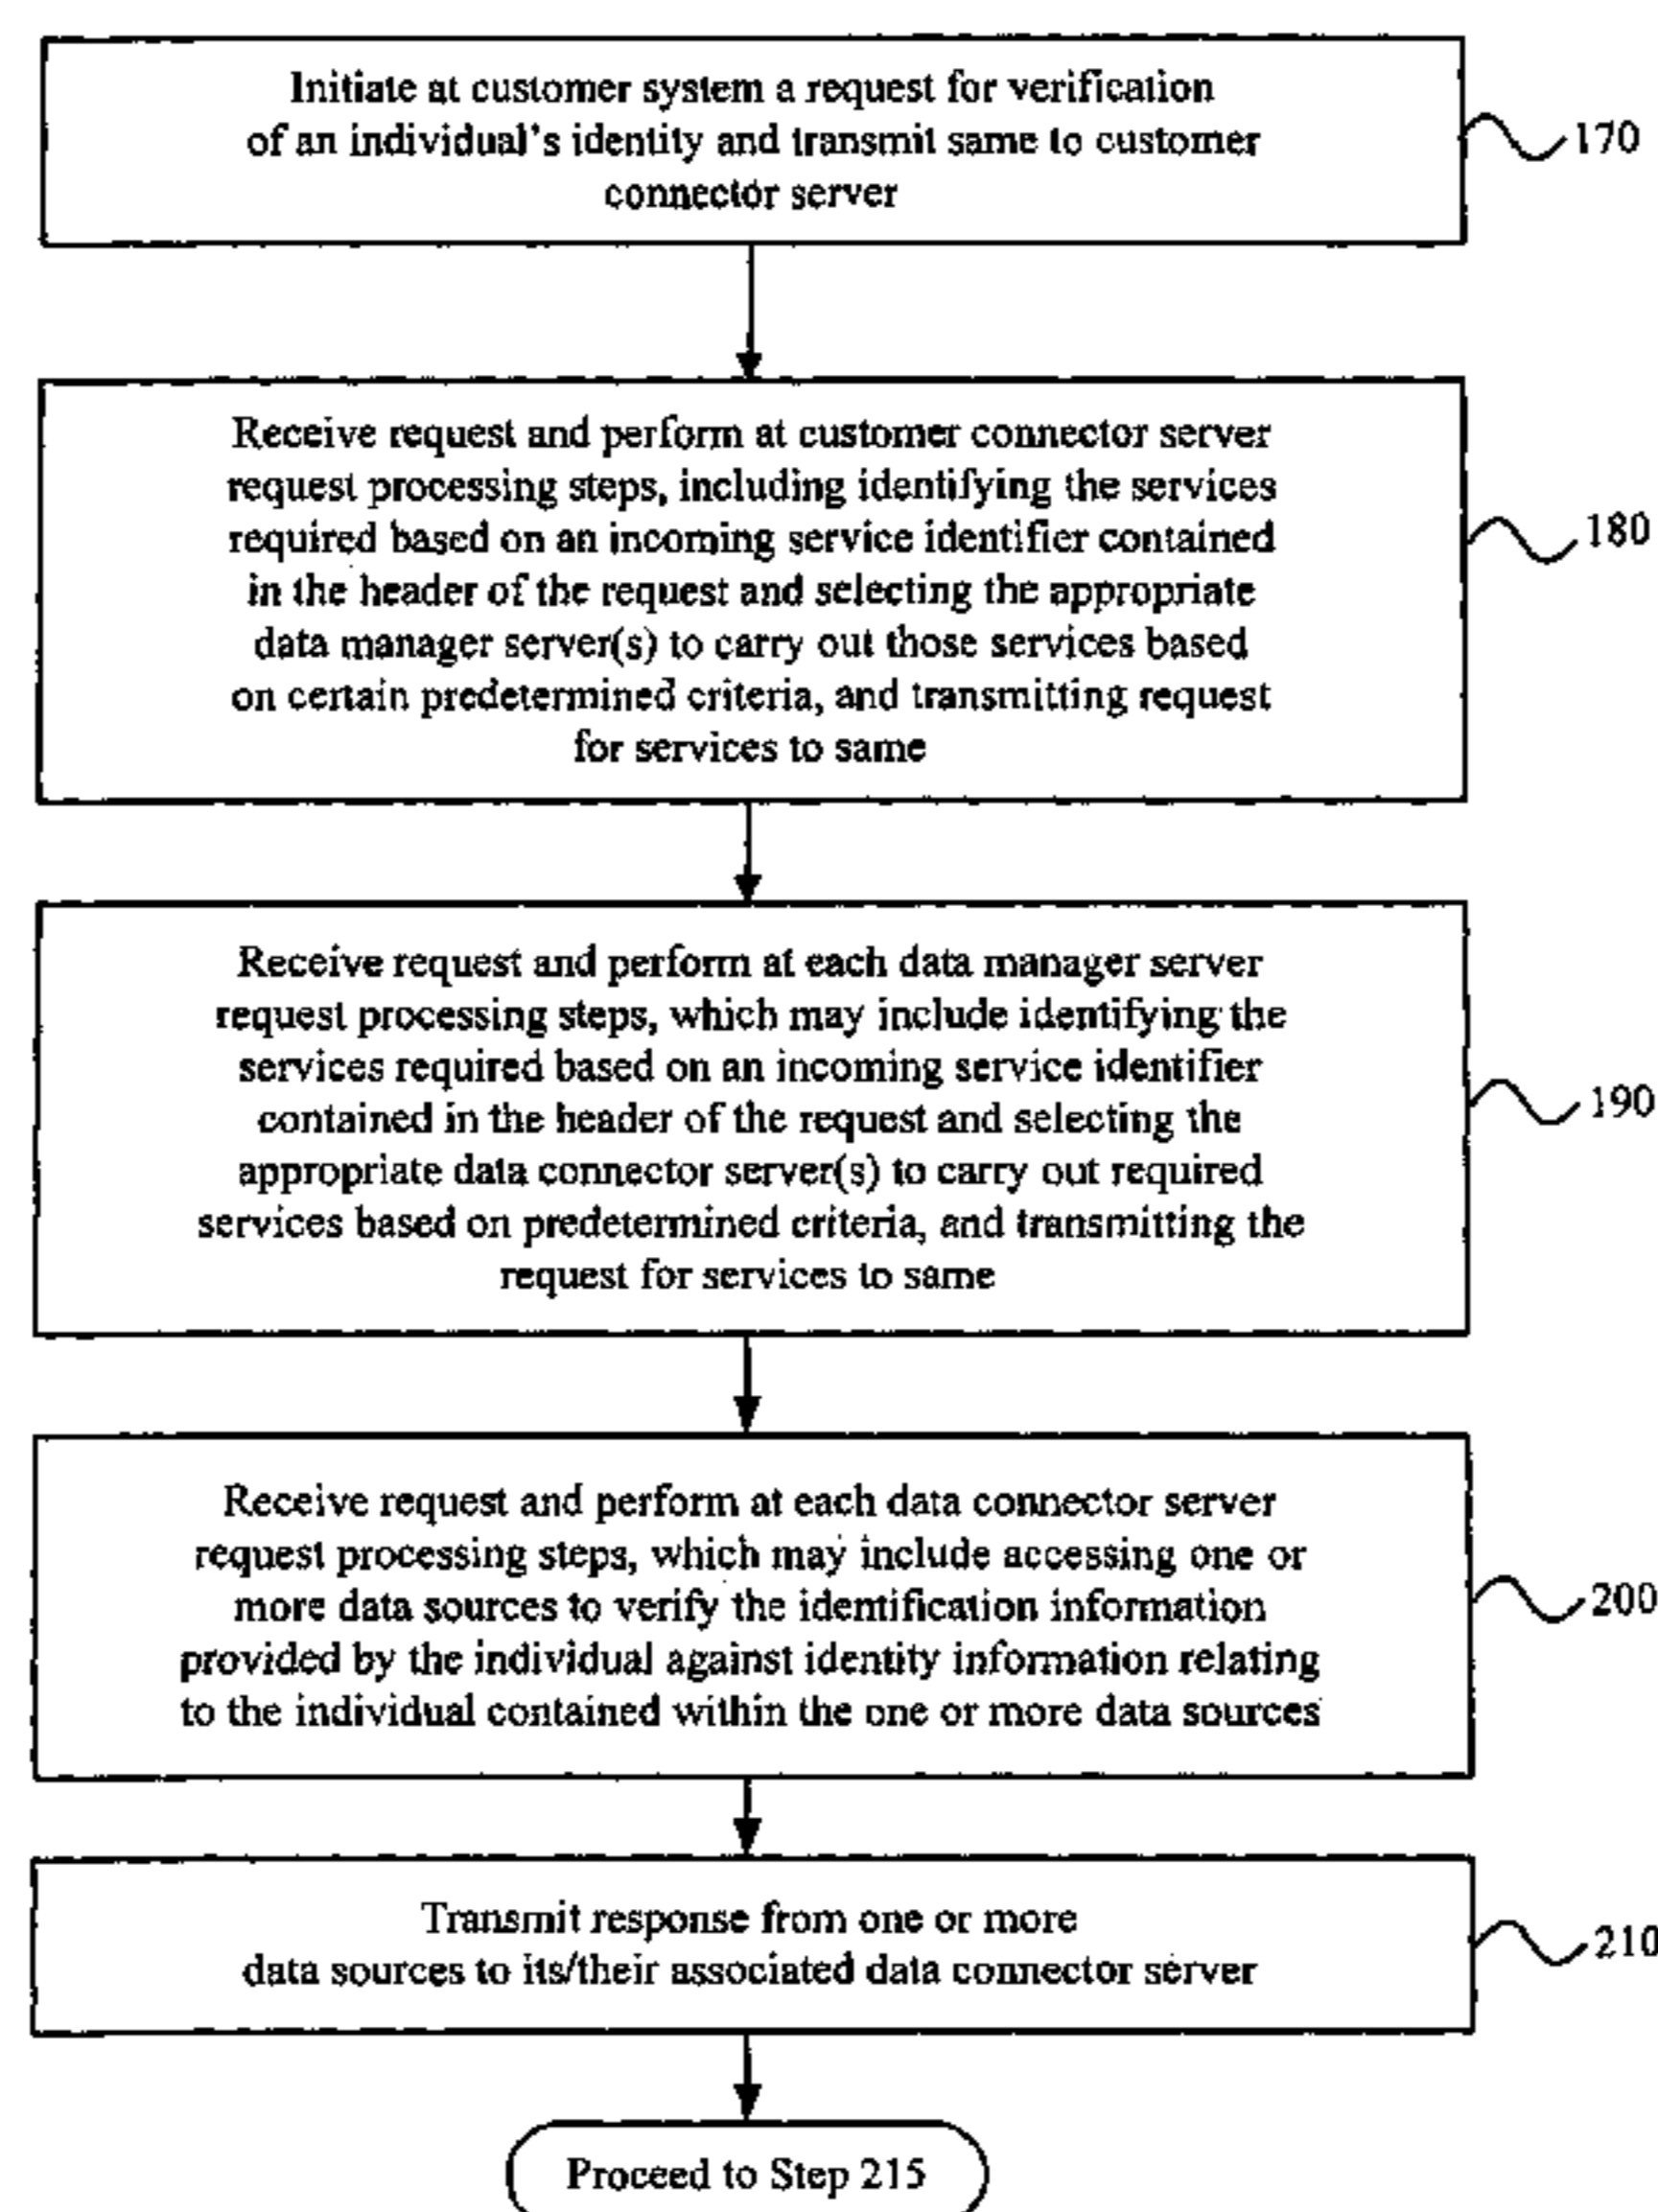 Initiate at customer system a request for verification
of an individual's identity and transmit same to customer
connector server
170
Receive request and perform at customer connector server
request processing steps, including identifying the services
required based on an incoming service identifier contained
in the header of the request and selecting the appropriate
data manager server(s) to carry out those services based
on certain predetermined criteria, and transmitting request
for services to same
180
Receive request and perform at each data manager server
request processing steps, which may include identifying the
services required based on an incoming service identifier
contained in the header of the request and selecting the
appropriate data connector server(s) to carry out required
services based on predetermined criteria, and transmitting the
request for services to same
190
Receive request and perform at each data connector server
request processing steps, which may include accessing one or
more data sources to verify the identification information
provided by the individual against identity information relating
to the individual contained within the one or more data sources
200
Transmit response from one or more
data sources to its/their associated data connector server
210
Proceed to Step 215